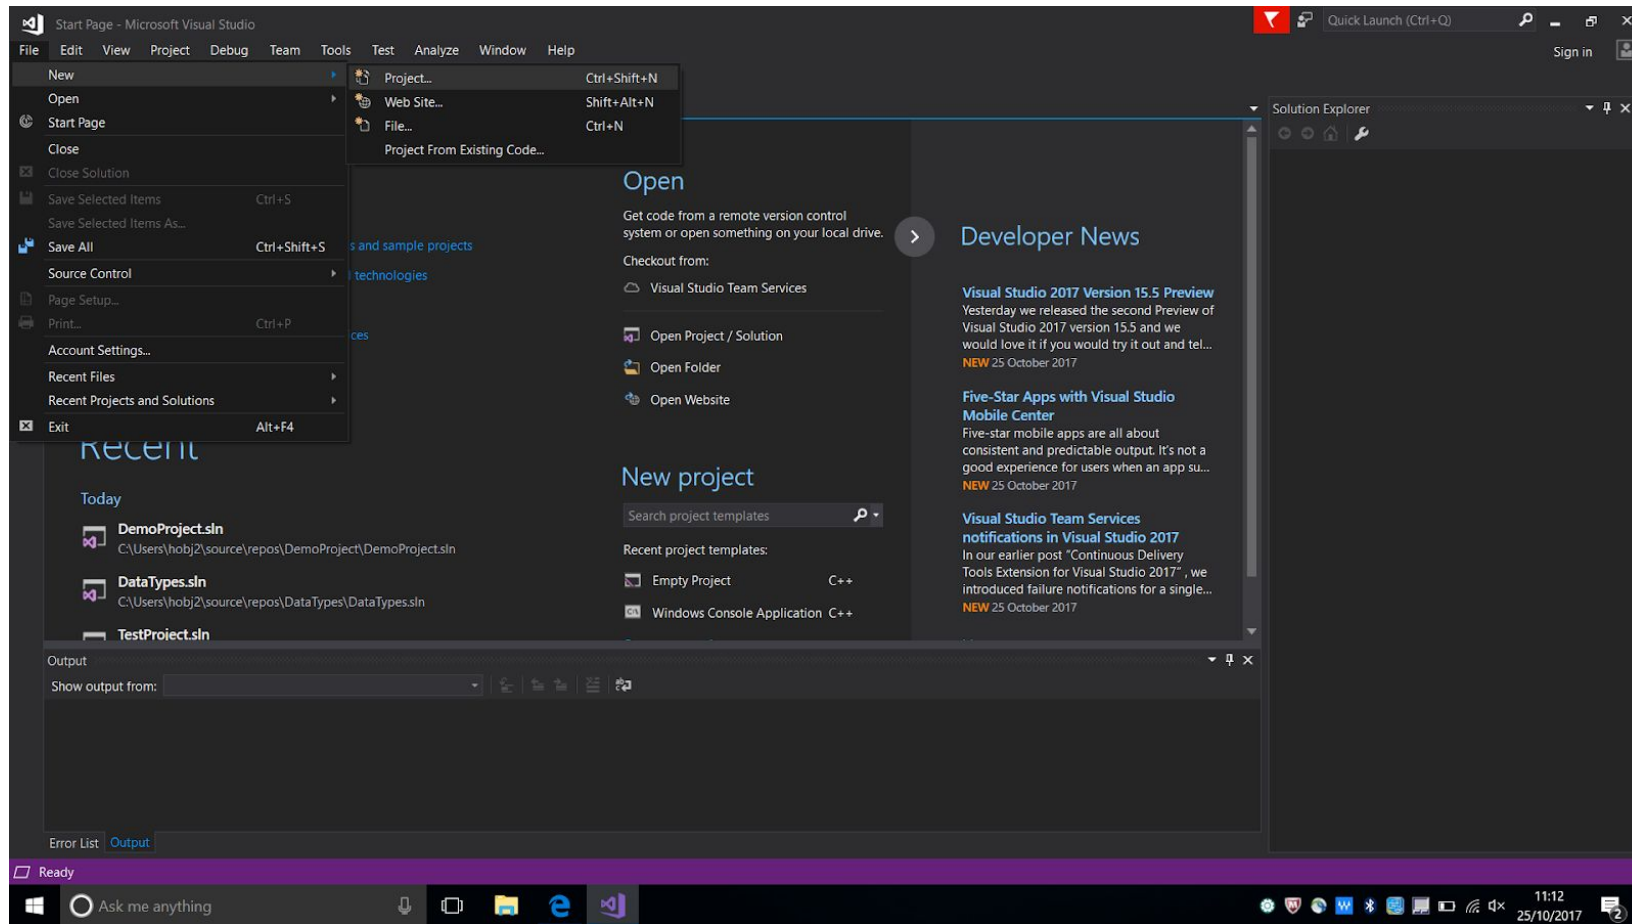 Start Page - Microsoft Visual Studio
Quick Launch (Ctrl+Q)
File Edit View Project Debug Team Tools Test Analyze Window Help
Sign in
New
Open
Start Page
Close
Close Solution
Save Selected Items Ctrl+S
Save Selected Items As...
Save All Ctrl+Shift+S
Source Control
Page Setup...
Print... Ctrl+P
Account Settings...
Recent Files
Recent Projects and Solutions
Exit Alt+F4
Project... Ctrl+Shift+N
Web Site... Shift+Alt+N
File... Ctrl+N
Project From Existing Code...
s and sample projects
technologies
ces
Recent
Today
DemoProject.sln
C:\Users\hobj2\source\repos\DemoProject\DemoProject.sln
DataTypes.sln
C:\Users\hobj2\source\repos\DataTypes\DataTypes.sln
TestProject.sln
Open
Get code from a remote version control
system or open something on your local drive.
Checkout from:
Visual Studio Team Services
Open Project / Solution
Open Folder
Open Website
New project
Search project templates
Recent project templates:
Empty Project C++
Windows Console Application C++
Developer News
Visual Studio 2017 Version 15.5 Preview
Yesterday we released the second Preview of
Visual Studio 2017 version 15.5 and we
would love it if you would try it out and tel...
NEW 25 October 2017
Five-Star Apps with Visual Studio
Mobile Center
Five-star mobile apps are all about
consistent and predictable output. It's not a
good experience for users when an app su...
NEW 25 October 2017
Visual Studio Team Services
notifications in Visual Studio 2017
In our earlier post "Continuous Delivery
Tools Extension for Visual Studio 2017" , we
introduced failure notifications for a single...
NEW 25 October 2017
Solution Explorer
Output
Show output from:
Error List Output
Ready
Ask me anything
11:12
25/10/2017
2